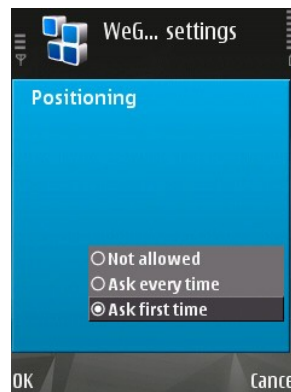 WeG... settings
Positioning
Not allowed
Ask every time
Ask first time
OK Cance